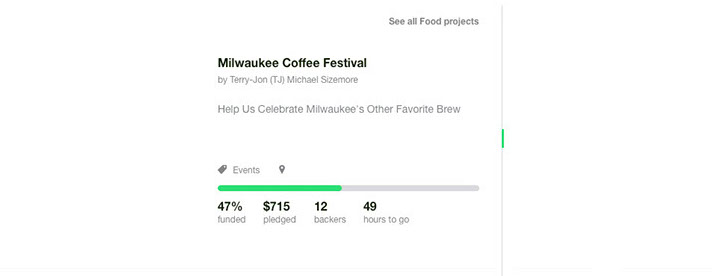 See all Food projects
Milwaukee Coffee Festival
by Terry-Jon (TJ) Michael Sizemore
Help Us Celebrate Milwaukee's Other Favorite Brew
Events
47% $715 12 49
funded pledged backers hours to go